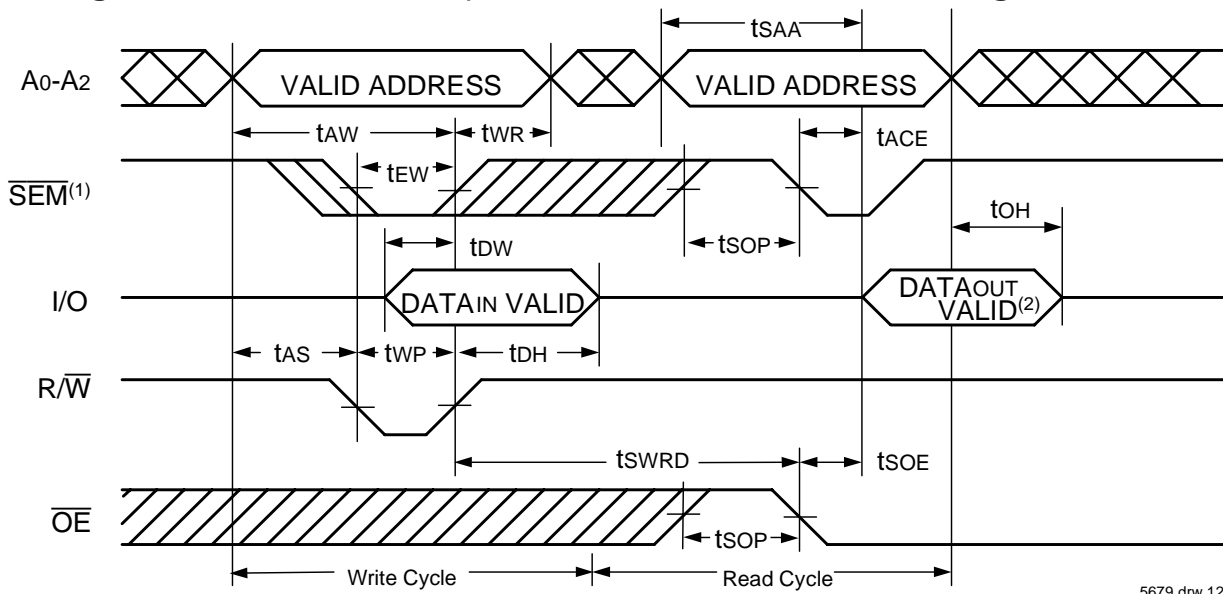 tSAA
A0-A2
VALID ADDRESS
VALID ADDRESS
tAW
tWR
tACE
tEW
SEM(1)
tSOP
tOH
tDW
I/O
DATAIN VALID
DATAOUT
VALID(2)
tAS
tWP
tDH
R/W
tSWRD
tSOE
OE
tSOP
Write Cycle
Read Cycle
5679 drw 12